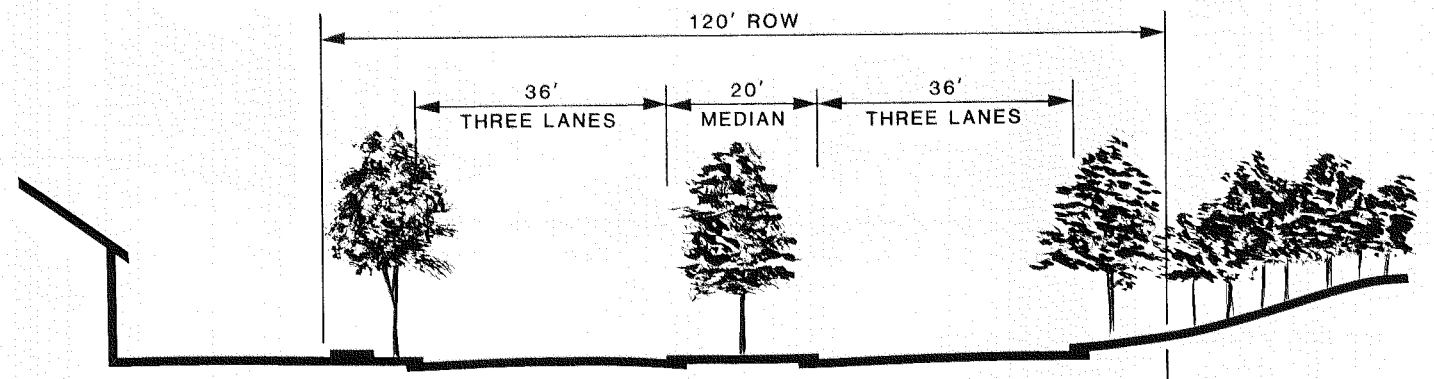 120' ROW
36'
THREE LANES
20'
MEDIAN
36'
THREE LANES